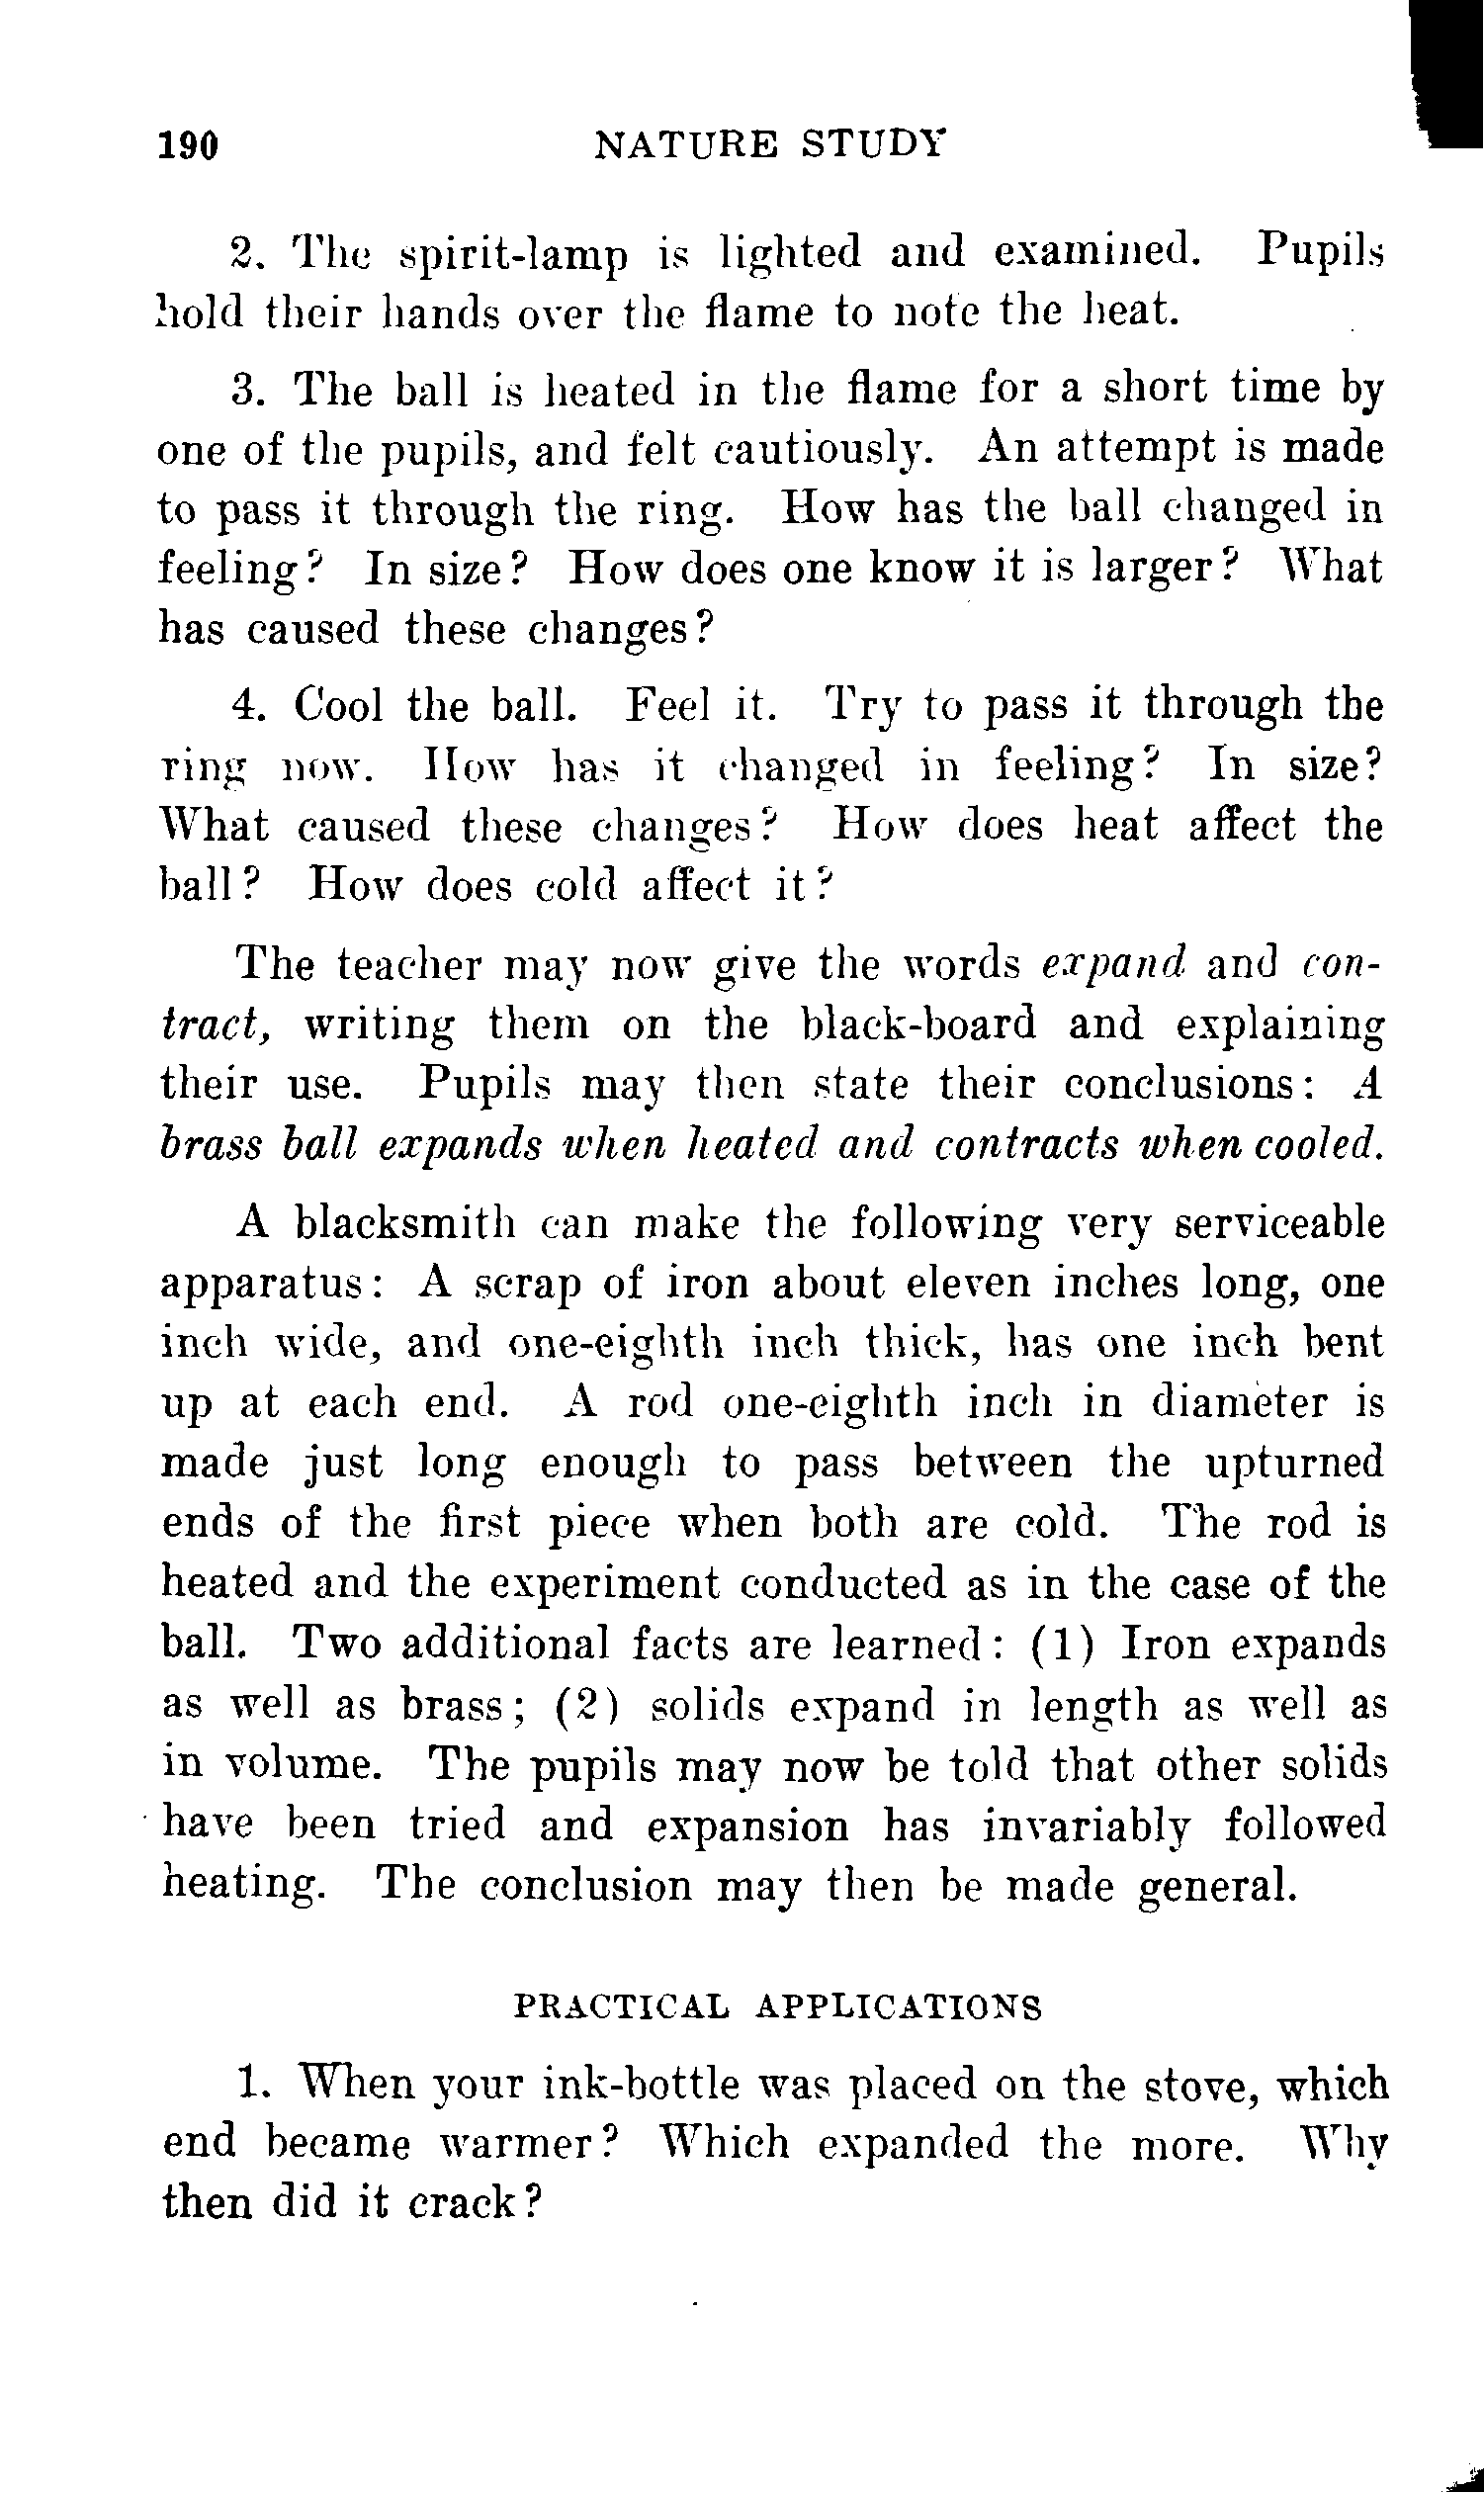 190 NATURE STUDY
2. The spirit-lamp is lighted and examined. Pupils
hold their hands over the flame to note the heat.
3. The ball is heated in the flame for a short time by
one of the pupils, and felt cautiously. An attempt is made
to pass it through the ring. How has the ball changed in
feeling? In size? How does one know it is larger? What
has caused these changes?
4. Cool the ball. Feel it. Try to pass it through the
ring now. How has it changed in feeling? In size?
What caused these changes? How does heat affect the
ball? How does cold affect it?
The teacher may now give the words expand and con-
tract, writing them on the black-board and explaining
their use. Pupils may then state their conclusions: A
brass ball expands when heated and contracts when cooled.
A blacksmith can make the following very serviceable
apparatus: A scrap of iron about eleven inches long, one
inch wide, and one-eighth inch thick, has one inch bent
up at each end. A rod one-eighth inch in diameter is
made just long enough to pass between the upturned
ends of the first piece when both are cold. The rod is
heated and the experiment conducted as in the case of the
ball. Two additional facts are learned: (1) Iron expands
as well as brass; (2) solids expand in length as well as
in volume. The pupils may now be told that other solids
have been tried and expansion has invariably followed
heating. The conclusion may then be made general.
PRACTICAL APPLICATIONS
1. When your ink-bottle was placed on the stove, which
end became warmer? Which expanded the more. Why
then did it crack?